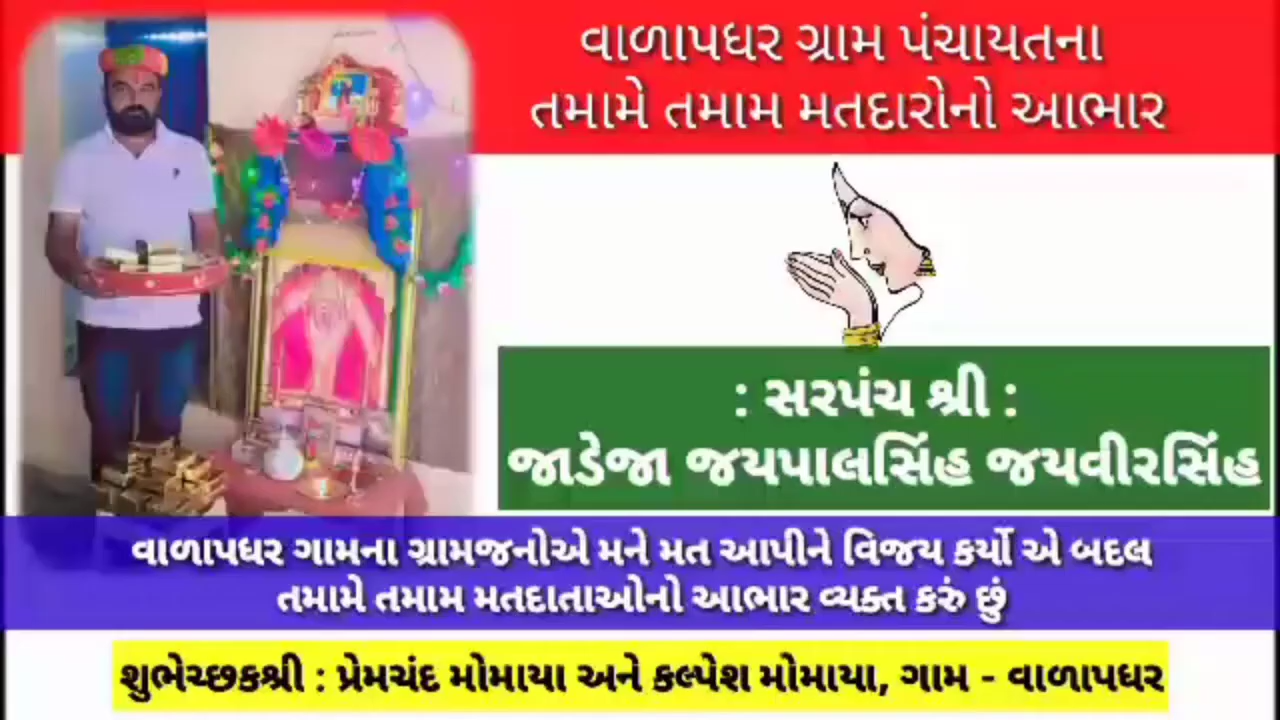 વાળાપધર ગ્રામ પંચાયતના
તમામે તમામ મતદારોનો આભાર
: સરપંચ શ્રી :
જાડેજા જયપાલસિંહ જયવીરસિંહ
વાળાપધર ગામના ગ્રામજનોએ મને મત આપીને વિજય કર્યો એ બદલ
તમામે તમામ મતદાતાઓનો આભાર વ્યક્ત કરું છું
શુભેચ્છકશ્રી : પ્રેમચંદ મોમાયા અને કલ્પેશ મોમાયા, ગામ - વાળાપધર